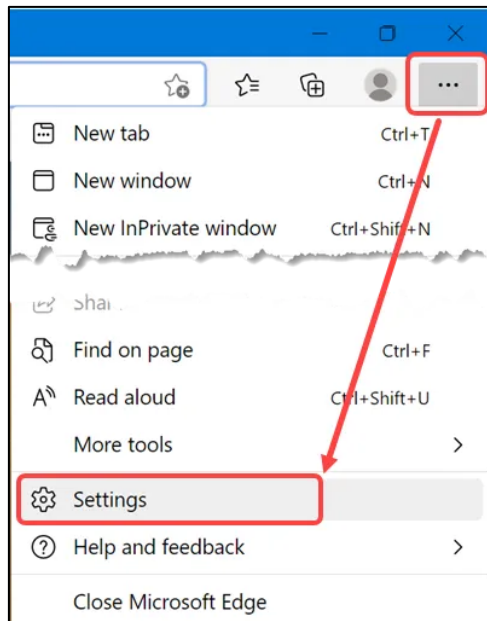 New tab Ctrl+T
New window Ctrl+N
New InPrivate window Ctrl+Shift+N
Find on page Ctrl+F
Read aloud Ctrl+Shift+U
More tools
Settings
Help and feedback
Close Microsoft Edge